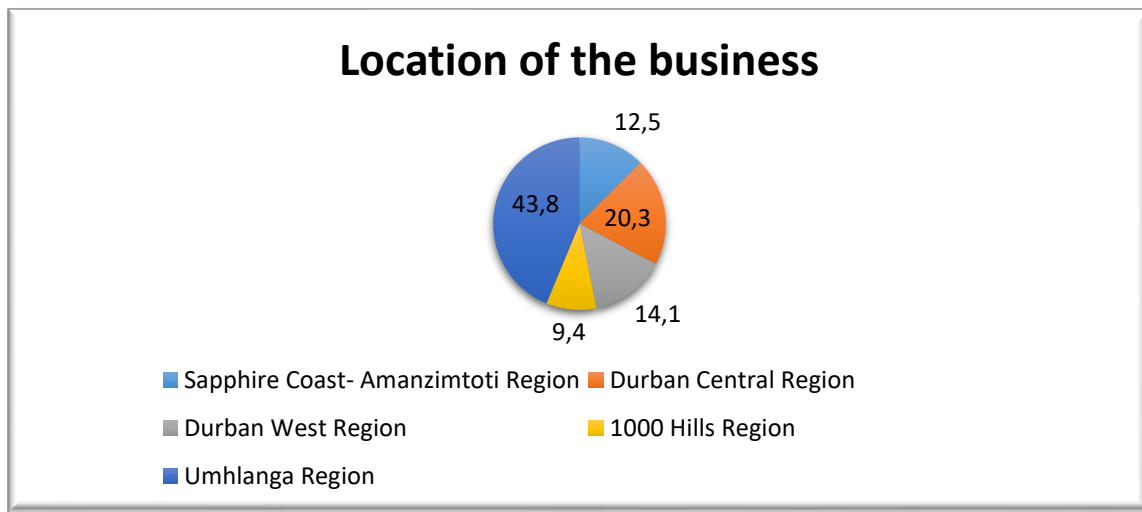 Location of the business
12,5
43,8
20,3
14,1
9,4
Sapphire Coast- Amanzimtoti Region Durban Central Region
Durban West Region 1000 Hills Region
Umhlanga Region